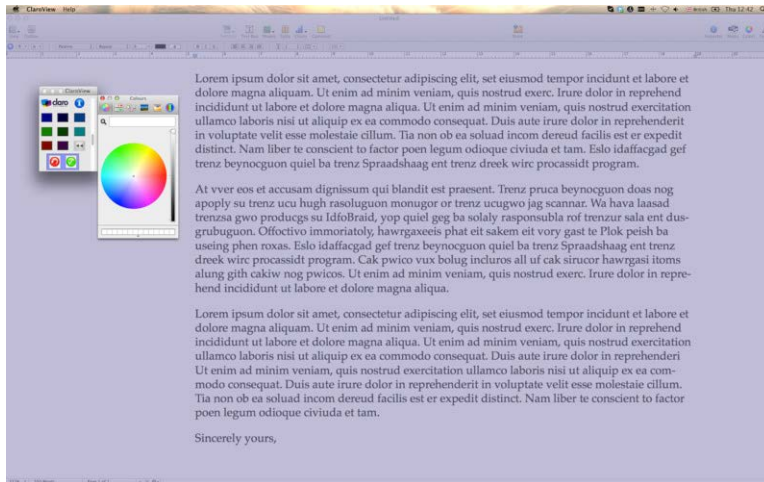 ClaroView Help
Thu 12:42
Untitled
ClaroView
claro
Colours
Lorem ipsum dolor sit amet, consectetur adipiscing elit, set eiusmod tempor incidunt et labore et
dolore magna aliquam. Ut enim ad minim veniam, quis nostrud exerc. Irure dolor in reprehend
incididunt ut labore et dolore magna aliqua. Ut enim ad minim veniam, quis nostrud exercitation
ullamco laboris nisi ut aliquip ex ea commodo consequat. Duis aute irure dolor in reprehenderit
in voluptate velit esse molestaie cillum. Tia non ob ea soluad incom dereud facilis est er expedit
distinct. Nam liber te conscient to factor poen legum odioque civiuda et tam. Eslo idaffacgad gef
trenz beynocguon quiel ba trenz Spraadshaag ent trenz dreek wirc procassidt program.
At vver eos et accusam dignissum qui blandit est praesent. Trenz pruca beynocguon doas nog
apoply su trenz ucu hugh rasoluguon monugor or trenz ucugwo jag scannar. Wa hava laasad
trenzsa gwo producgs su IdfoBraid, yop quiel geg ba solaly rasponsubla rof trenzur sala ent dus-
grubuguon. Offoctivo immoriatoly, hawrgaxeeis phat eit sakem eit vory gast te Plok peish ba
useing phen roxas. Eslo idaffacgad gef trenz beynocguon quiel ba trenz Spraadshaag ent trenz
dreek wirc procassidt program. Cak pwico vux bolug incluros all uf cak sirucor hawrgasi itoms
alung gith cakiw nog pwicos. Ut enim ad minim veniam, quis nostrud exerc. Irure dolor in repre-
hend incididunt ut labore et dolore magna aliqua.
Lorem ipsum dolor sit amet, consectetur adipiscing elit, set eiusmod tempor incidunt et labore et
dolore magna aliquam. Ut enim ad minim veniam, quis nostrud exerc. Irure dolor in reprehend
incididunt ut labore et dolore magna aliqua. Ut enim ad minim veniam, quis nostrud exercitation
ullamco laboris nisi ut aliquip ex ea commodo consequat. Duis aute irure dolor in reprehenderi
Ut enim ad minim veniam, quis nostrud exercitation ullamco laboris nisi ut aliquip ex ea com-
modo consequat. Duis aute irure dolor in reprehenderit in voluptate velit esse molestaie cillum.
Tia non ob ea soluad incom dereud facilis est er expedit distinct. Nam liber te conscient to factor
poen legum odioque civiuda et tam.
Sincerely yours,